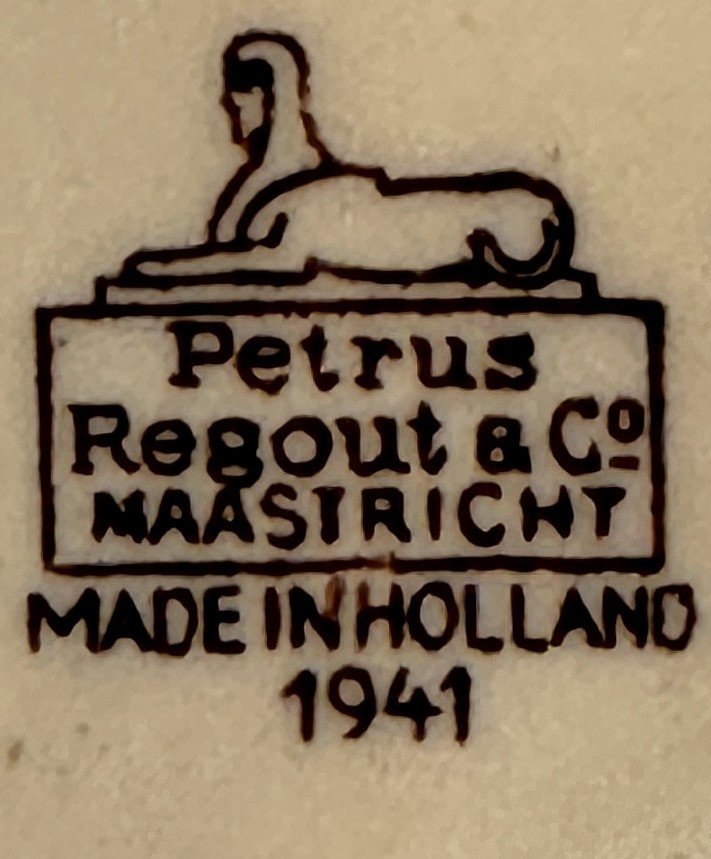 Petrus
Regout & Cº
MAASTRICHT
MADE IN HOLLAND
1941